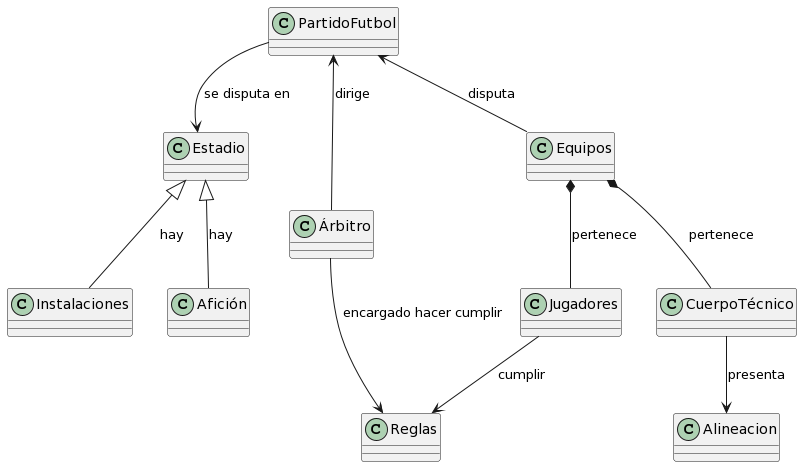 C PartidoFutbol
se disputa en
dirige
disputa
C Estadio
C Equipos
C Árbitro
hay
hay
pertenece
pertenece
C Instalaciones
C Afición
C Jugadores
C CuerpoTécnico
encargado hacer cumplir
cumplir
presenta
C Reglas
C Alineacion